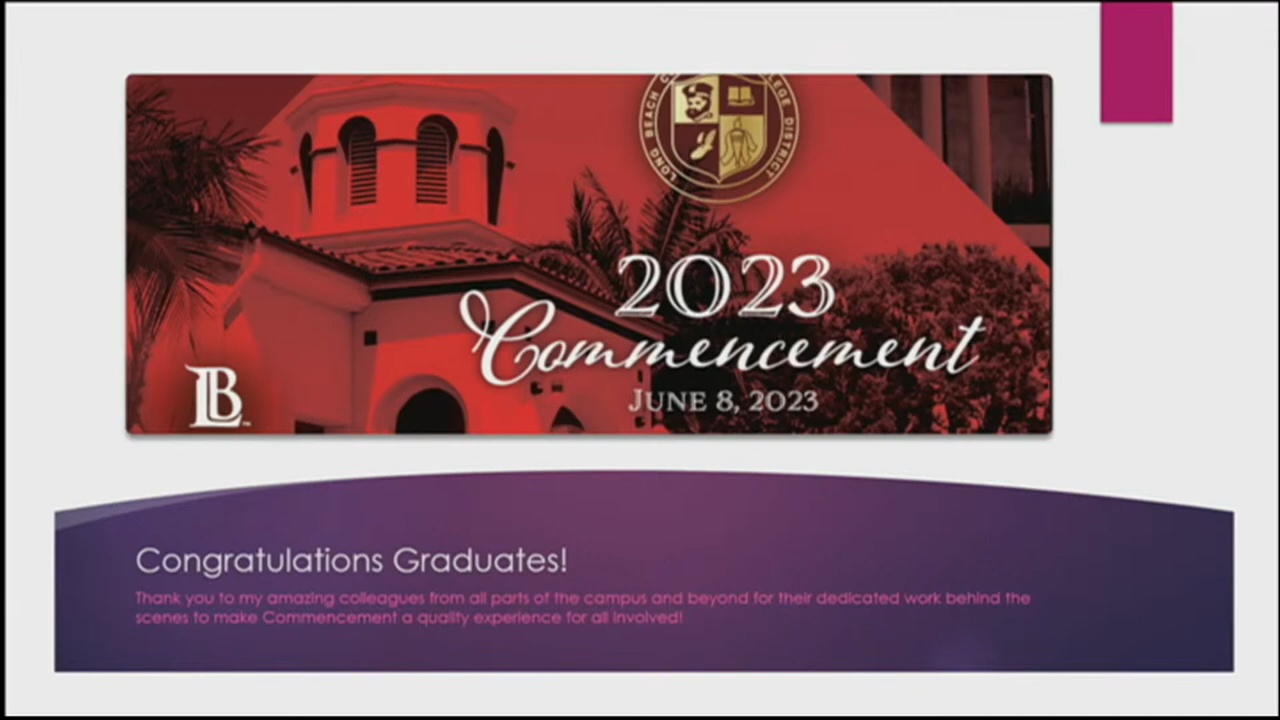 LONG BEACH C LLEGE DISTRICT
2023
Commencement
JUNE 8, 2023
LB
Congratulations Graduates!
Thank you to my amazing colleagues from all parts of the campus and beyond for their dedicated work behind the
scenes to make Commencement a quality experience for all involved!